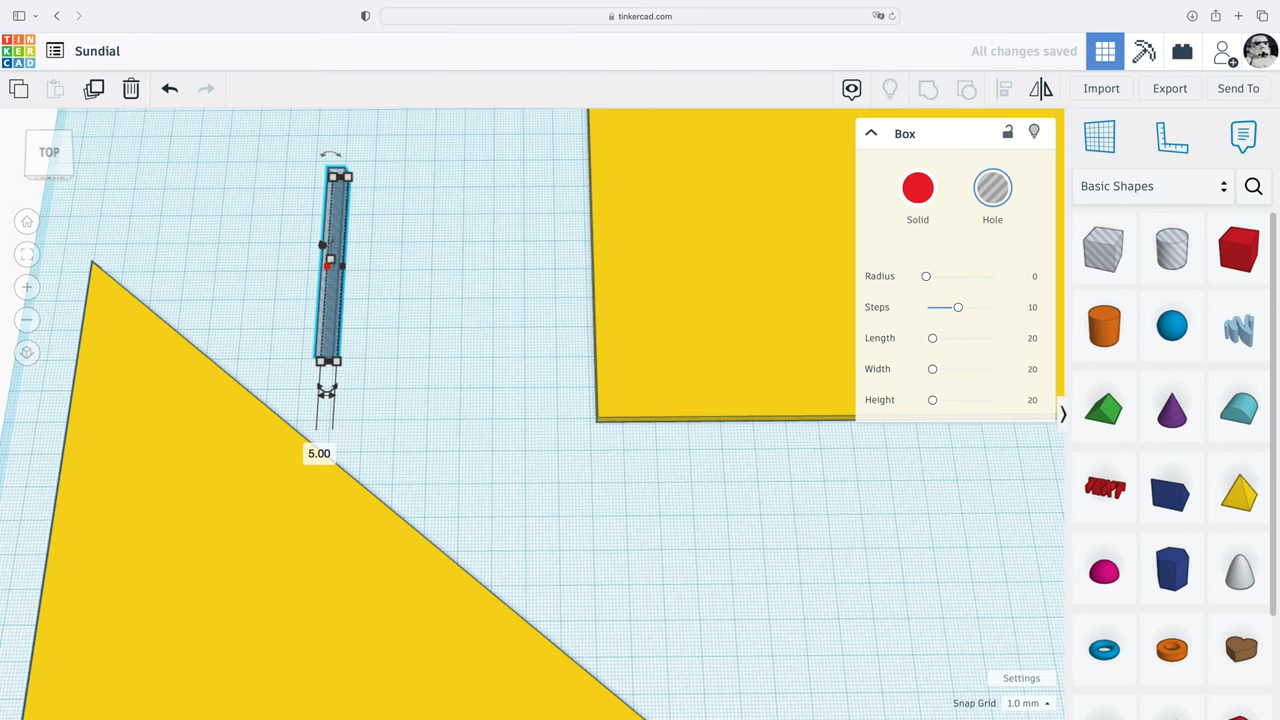 tinkercad.com
TIN
KER
CAD
Sundial
All changes saved
Import
Export
Send To
TOP
Box
Solid
Hole
Radius
0
Steps
10
Length
20
Width
20
Height
20
Basic Shapes
5.00
TEXT
Settings
Snap Grid
1.0 mm